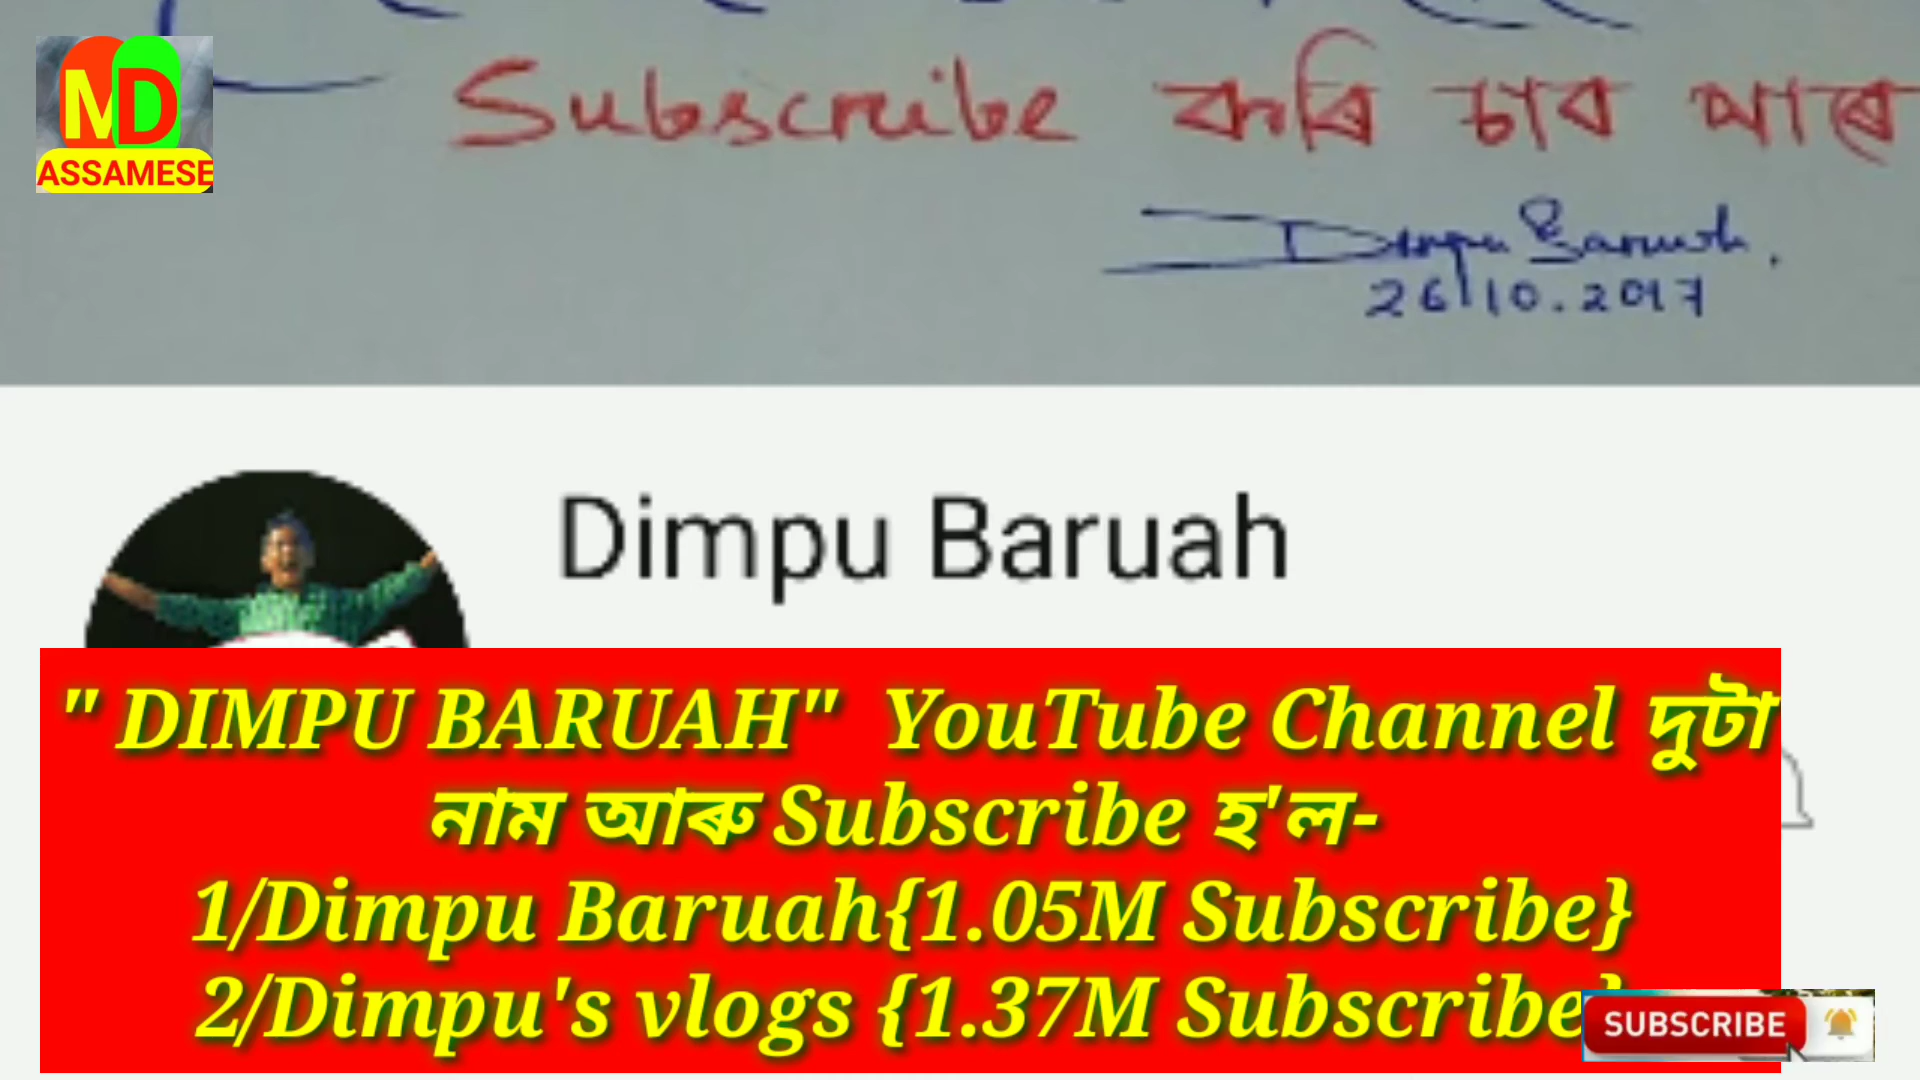 MD
ASSAMESE
Subscribe কৰি চাব পাৰে
Dimpu Baruah.
26/10.2017
Dimpu Baruah
" DIMPU BARUAH" YouTube Channel দুটা
নাম আৰু Subscribe হ'ল-
1/Dimpu Baruah{1.05M Subscribe}
2/Dimpu's vlogs {1.37M Subscribe}
SUBSCRIBE